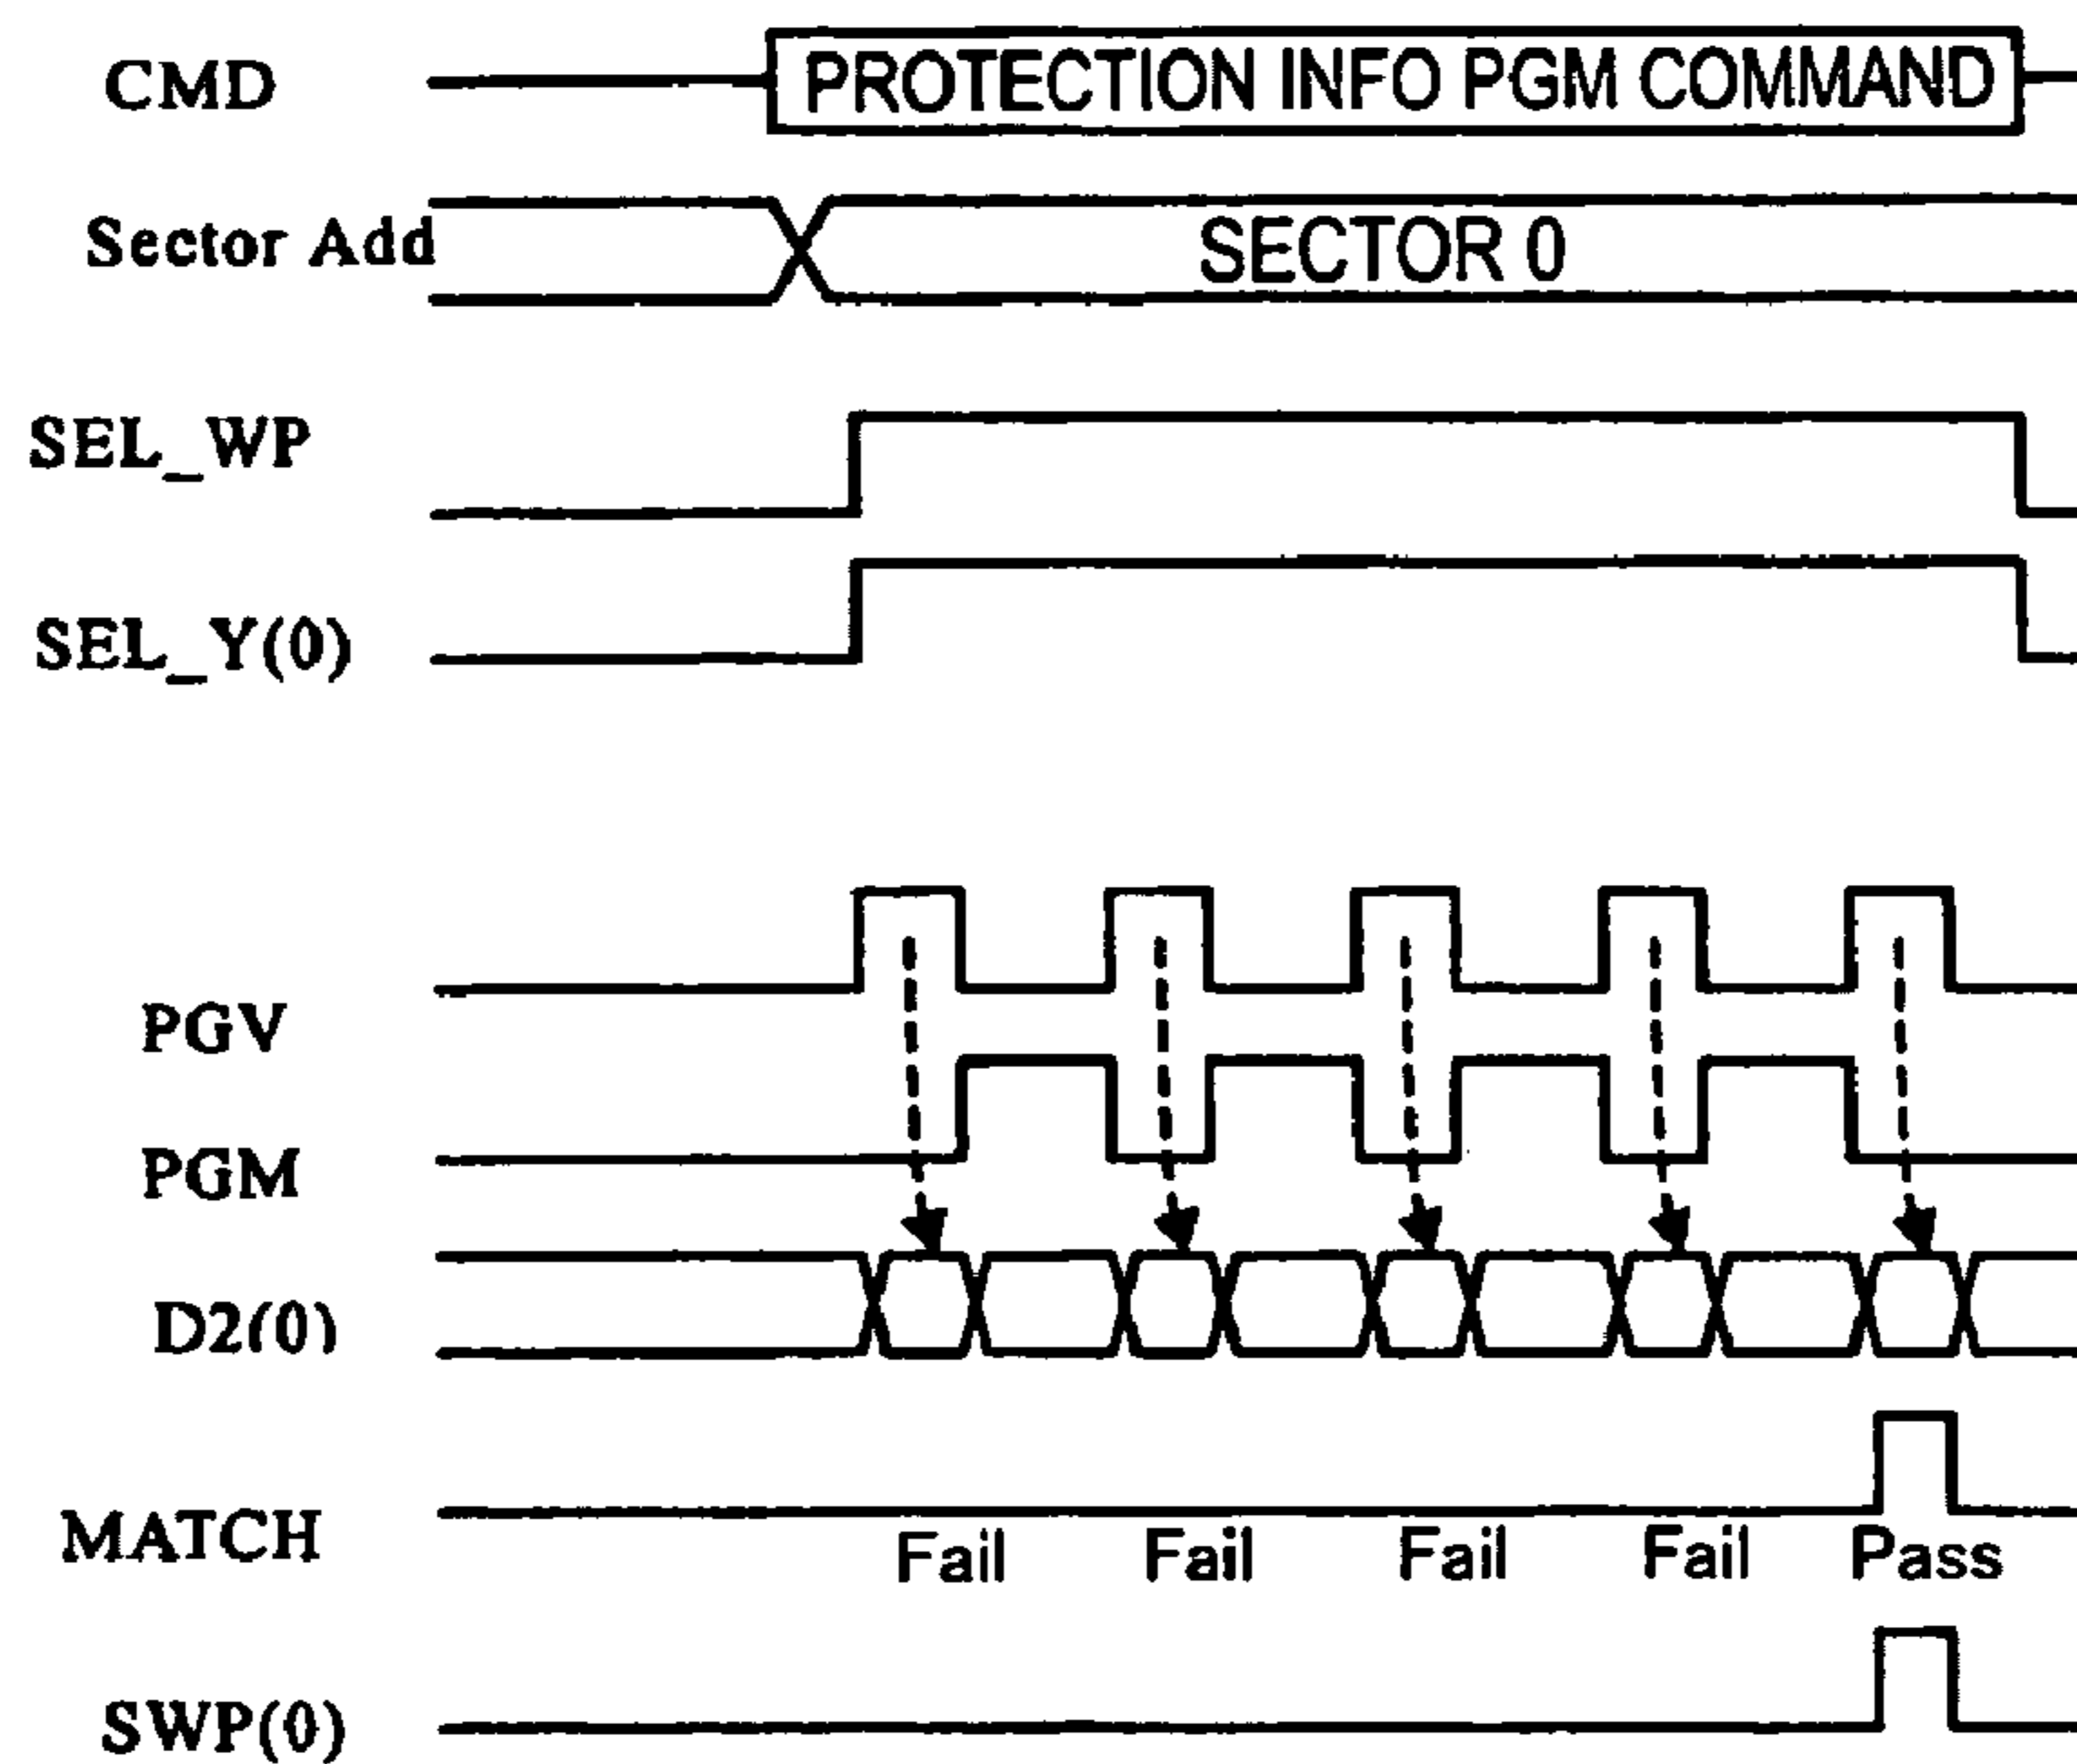 CMD PROTECTION INFO PGM COMMAND
Sector Add SECTOR 0
SEL_WP
SEL_Y(0)
PGV
PGM
D2(0)
MATCH Fail Fail Fail Fail Pass
SWP(0)